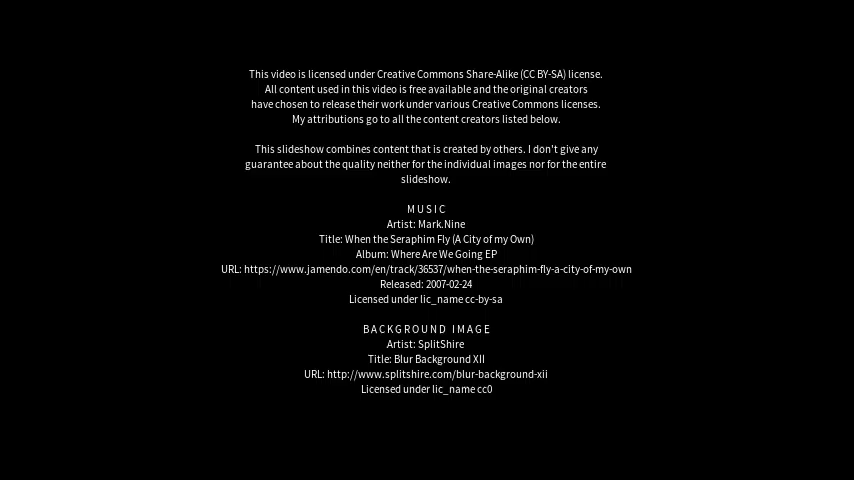 This video is licensed under Creative Commons Share-Alike (CC BY-SA) license.
All content used in this video is free available and the original creators
have chosen to release their work under various Creative Commons licenses.
My attributions go to all the content creators listed below.
This slideshow combines content that is created by others. I don't give any
guarantee about the quality neither for the individual images nor for the entire
slideshow.
MUSIC
Artist: Mark.Nine
Title: When the Seraphim Fly (A City of my Own)
Album: Where Are We Going EP
URL: https://www.jamendo.com/en/track/36537/when-the-seraphim-fly-a-city-of-my-own
Released: 2007-02-24
Licensed under lic_name cc-by-sa
BACKGROUND IMAGE
Artist: SplitShire
Title: Blur Background XII
URL: http://www.splitshire.com/blur-background-xii
Licensed under lic_name cc0